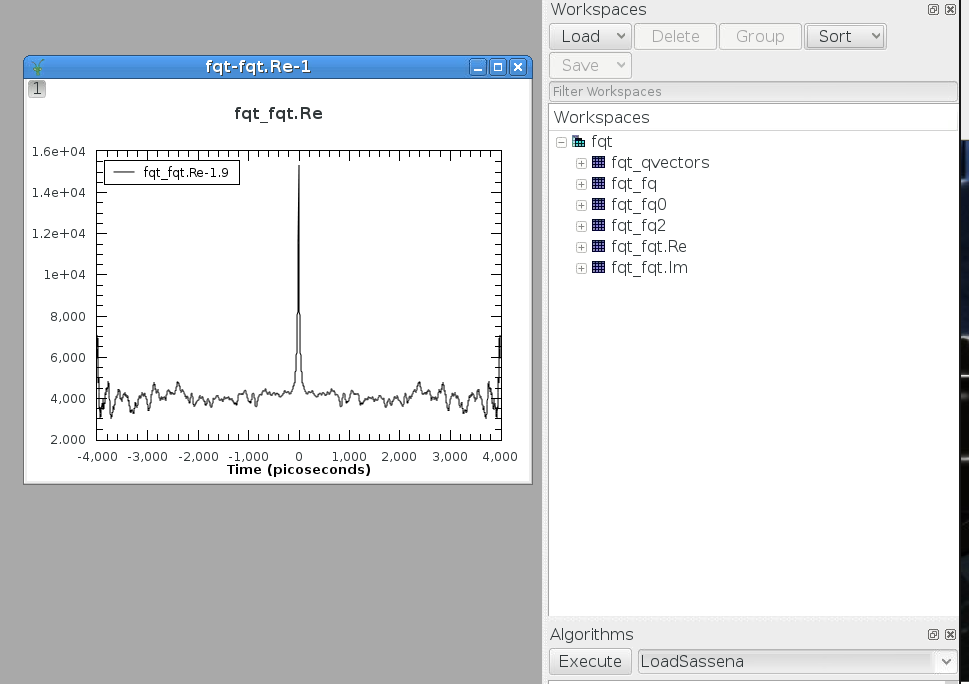 fqt-fqt.Re-1
1
fqt_fqt.Re
fqt_fqt.Re-1.9
1.6e+04
1.4e+04
1.2e+04
1e+04
8,000
6,000
4,000
2.000
-4,000 -3,000 -2,000 -1,000 0 1,000 2,000 3,000 4,000
Time (picoseconds)
Workspaces
Load Delete Group Sort
Save
Filter Workspaces
Workspaces
fqt
fqt_qvectors
fqt_fq
fqt_fq0
fqt_fq2
fqt_fqt.Re
fqt_fqt.Im
Algorithms
Execute LoadSassena